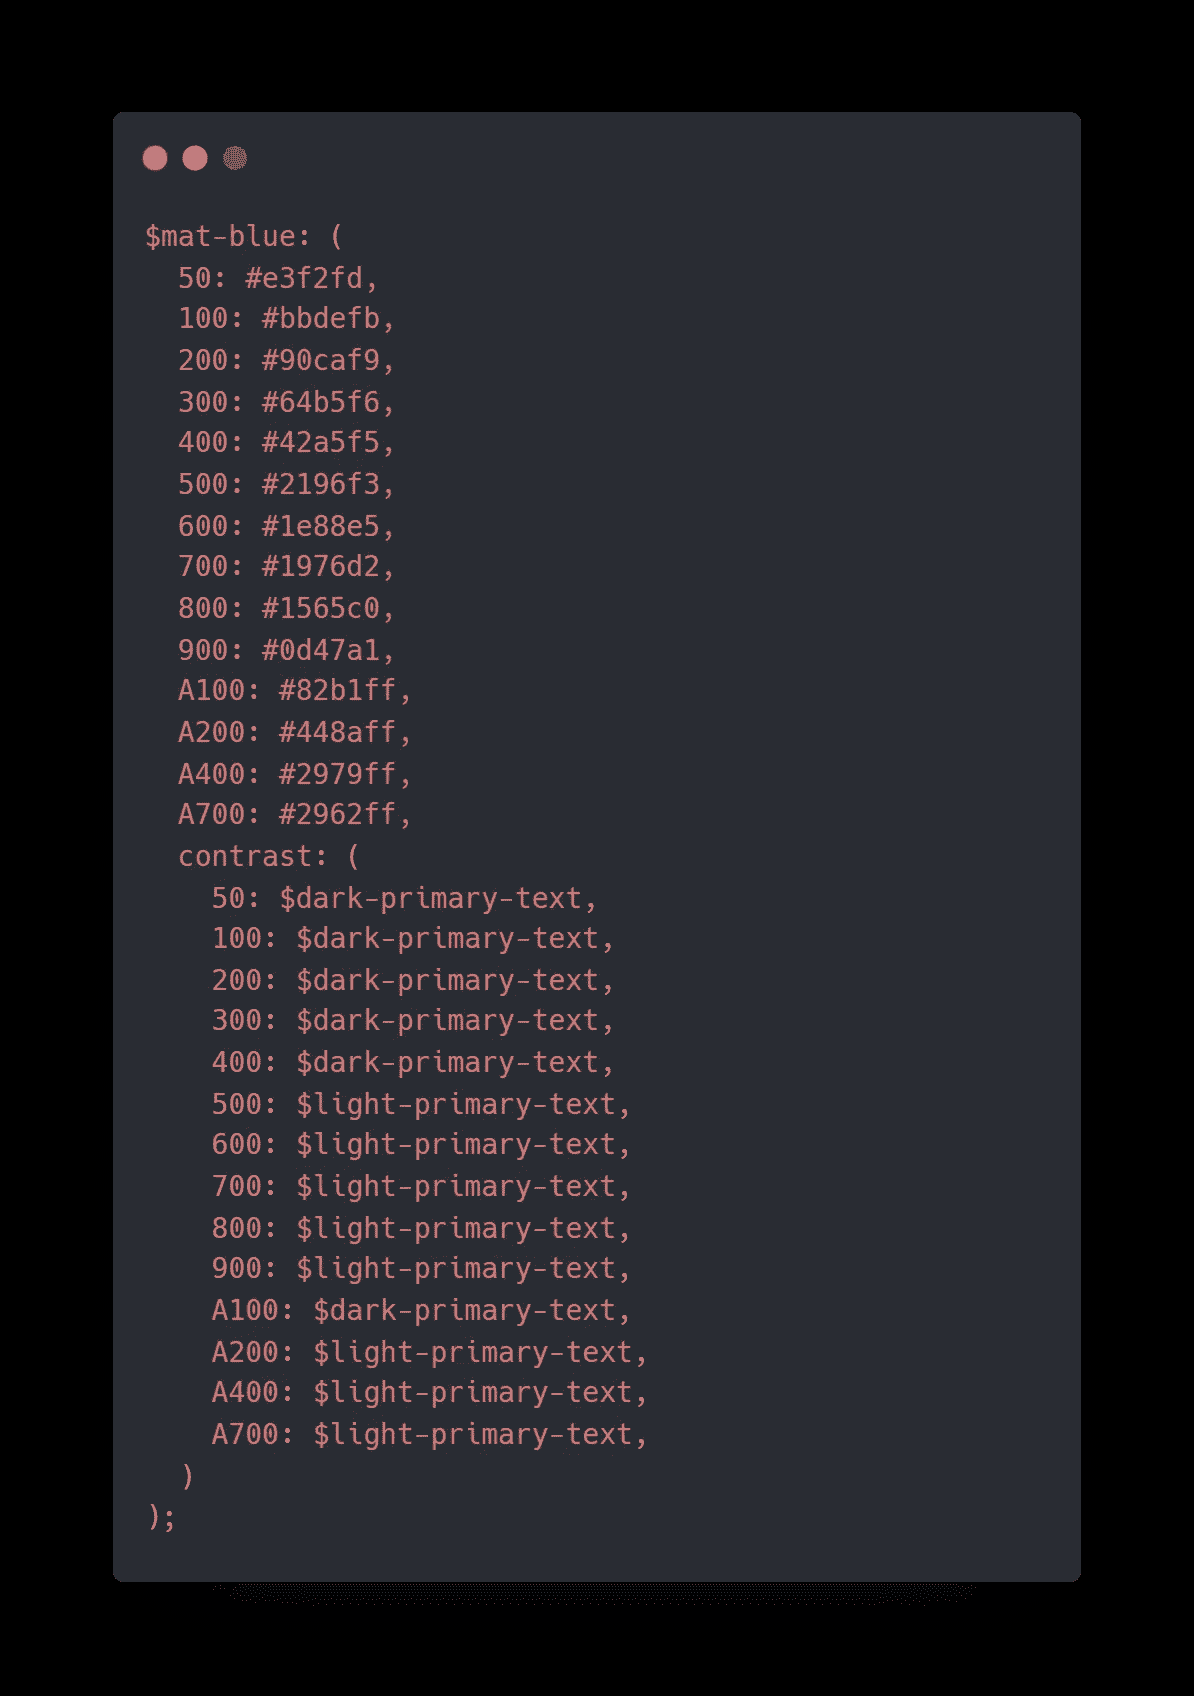 $mat-blue: (
  50: #e3f2fd,
  100: #bbdefb,
  200: #90caf9,
  300: #64b5f6,
  400: #42a5f5,
  500: #2196f3,
  600: #1e88e5,
  700: #1976d2,
  800: #1565c0,
  900: #0d47a1,
  A100: #82b1ff,
  A200: #448aff,
  A400: #2979ff,
  A700: #2962ff,
  contrast: (
    50: $dark-primary-text,
    100: $dark-primary-text,
    200: $dark-primary-text,
    300: $dark-primary-text,
    400: $dark-primary-text,
    500: $light-primary-text,
    600: $light-primary-text,
    700: $light-primary-text,
    800: $light-primary-text,
    900: $light-primary-text,
    A100: $dark-primary-text,
    A200: $light-primary-text,
    A400: $light-primary-text,
    A700: $light-primary-text,
  )
);